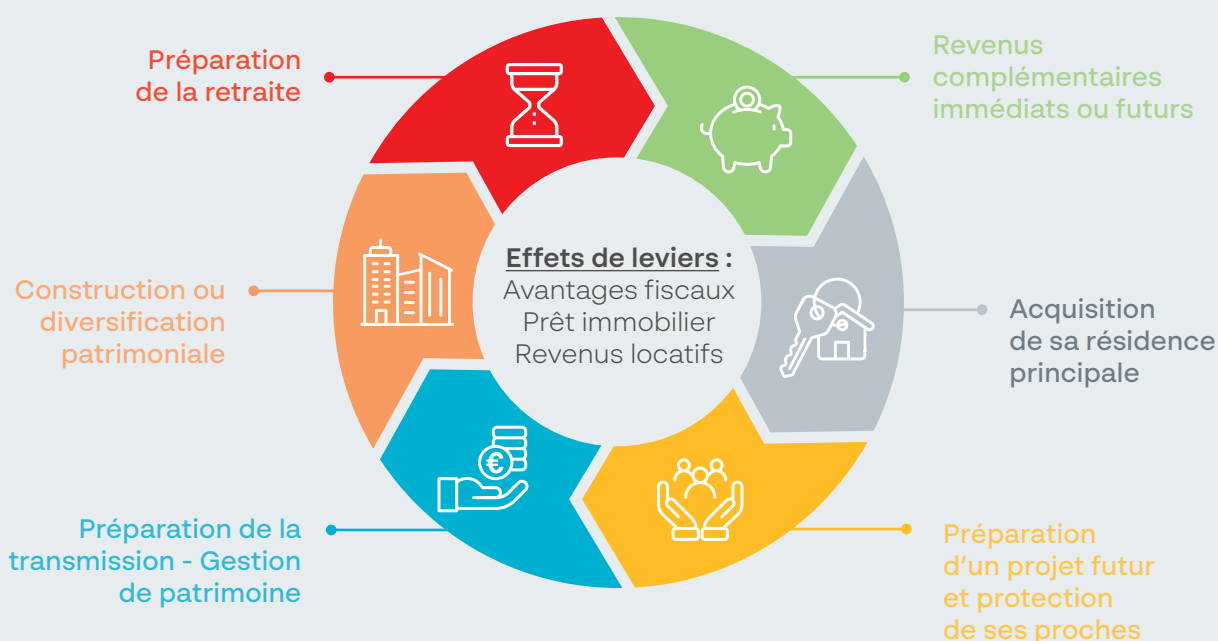 Préparation
de la retraite
Revenus
complémentaires
immédiats ou futurs
Effets de leviers :
Avantages fiscaux
Prêt immobilier
Revenus locatifs
Construction ou
diversification
patrimoniale
Acquisition
de sa résidence
principale
€
Préparation de la
transmission - Gestion
de patrimoine
Préparation
d'un projet futur
et protection
de ses proches